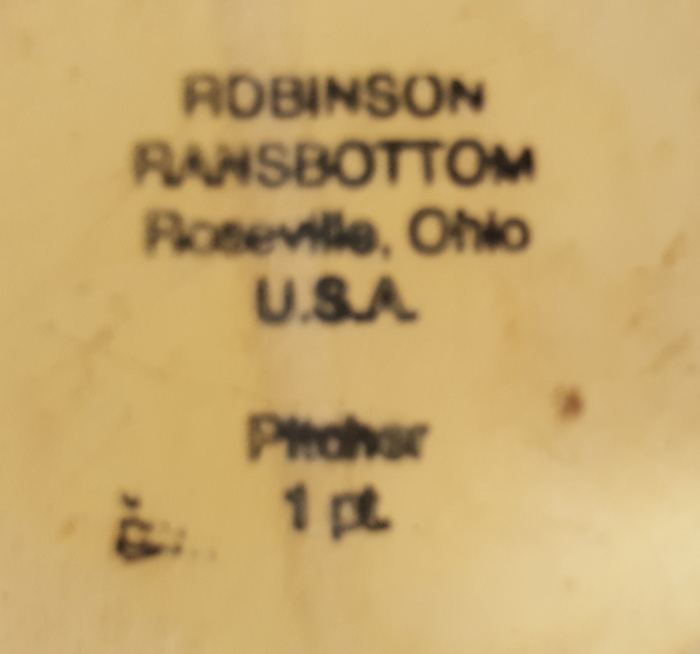 ROBINSON
RANSBOTTOM
Roseville, Ohio
U.S.A.
Pitcher
1 pt.